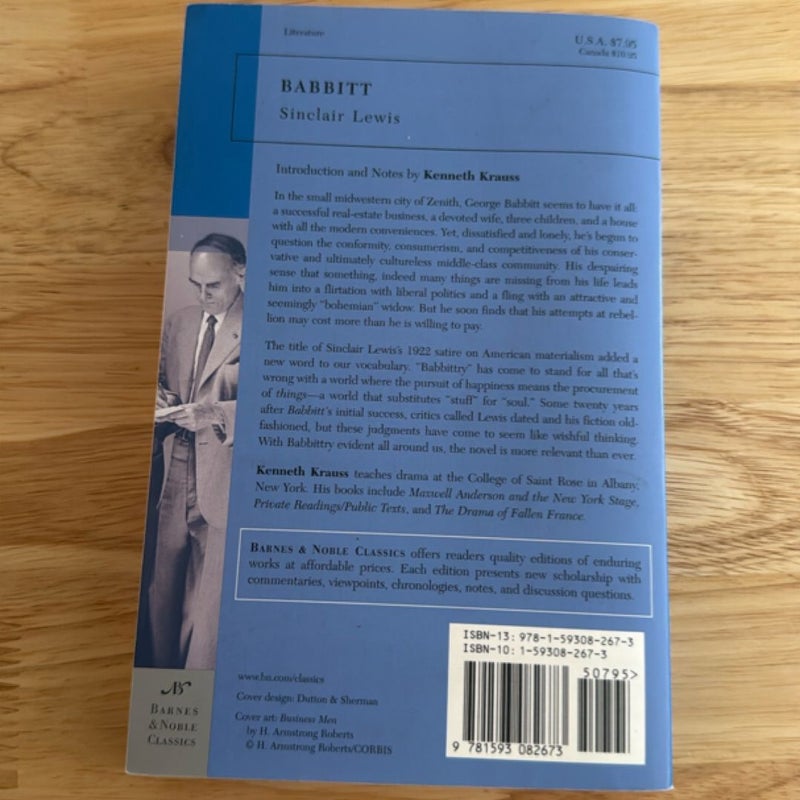 Literature
U.S.A. $7.95
Canada $10.95
BABBITT
Sinclair Lewis
Introduction and Notes by Kenneth Krauss
In the small midwestern city of Zenith, George Babbitt seems to have it all:
a successful real-estate business, a devoted wife, three children, and a house
with all the modern conveniences. Yet, dissatisfied and lonely, he's begun to
question the conformity, consumerism, and competitiveness of his conser-
vative and ultimately cultureless middle-class community. His despairing
sense that something, indeed many things are missing from his life leads
him into a flirtation with liberal politics and a fling with an attractive and
seemingly "bohemian" widow. But he soon finds that his attempts at rebel-
lion may cost more than he is willing to pay.
The title of Sinclair Lewis's 1922 satire on American materialism added a
new word to our vocabulary. "Babbittry" has come to stand for all that's
wrong with a world where the pursuit of happiness means the procurement
of things—a world that substitutes "stuff" for "soul." Some twenty years
after Babbitt's initial success, critics called Lewis dated and his fiction old-
fashioned, but these judgments have come to seem like wishful thinking.
With Babbittry evident all around us, the novel is more relevant than ever.
Kenneth Krauss teaches drama at the College of Saint Rose in Albany,
New York. His books include Maxwell Anderson and the New York Stage,
Private Readings/Public Texts, and The Drama of Fallen France.
BARNES & NOBLE CLASSICS offers readers quality editions of enduring
works at affordable prices. Each edition presents new scholarship with
commentaries, viewpoints, chronologies, notes, and discussion questions.
www.bn.com/classics
Cover design: Dutton & Sherman
Cover art: Business Men
by H. Armstrong Roberts
© H. Armstrong Roberts/CORBIS
BARNES
& NOBLE
CLASSICS
ISBN-13: 978-1-59308-267-3
ISBN-10: 1-59308-267-3
50795>
9 781593 082673